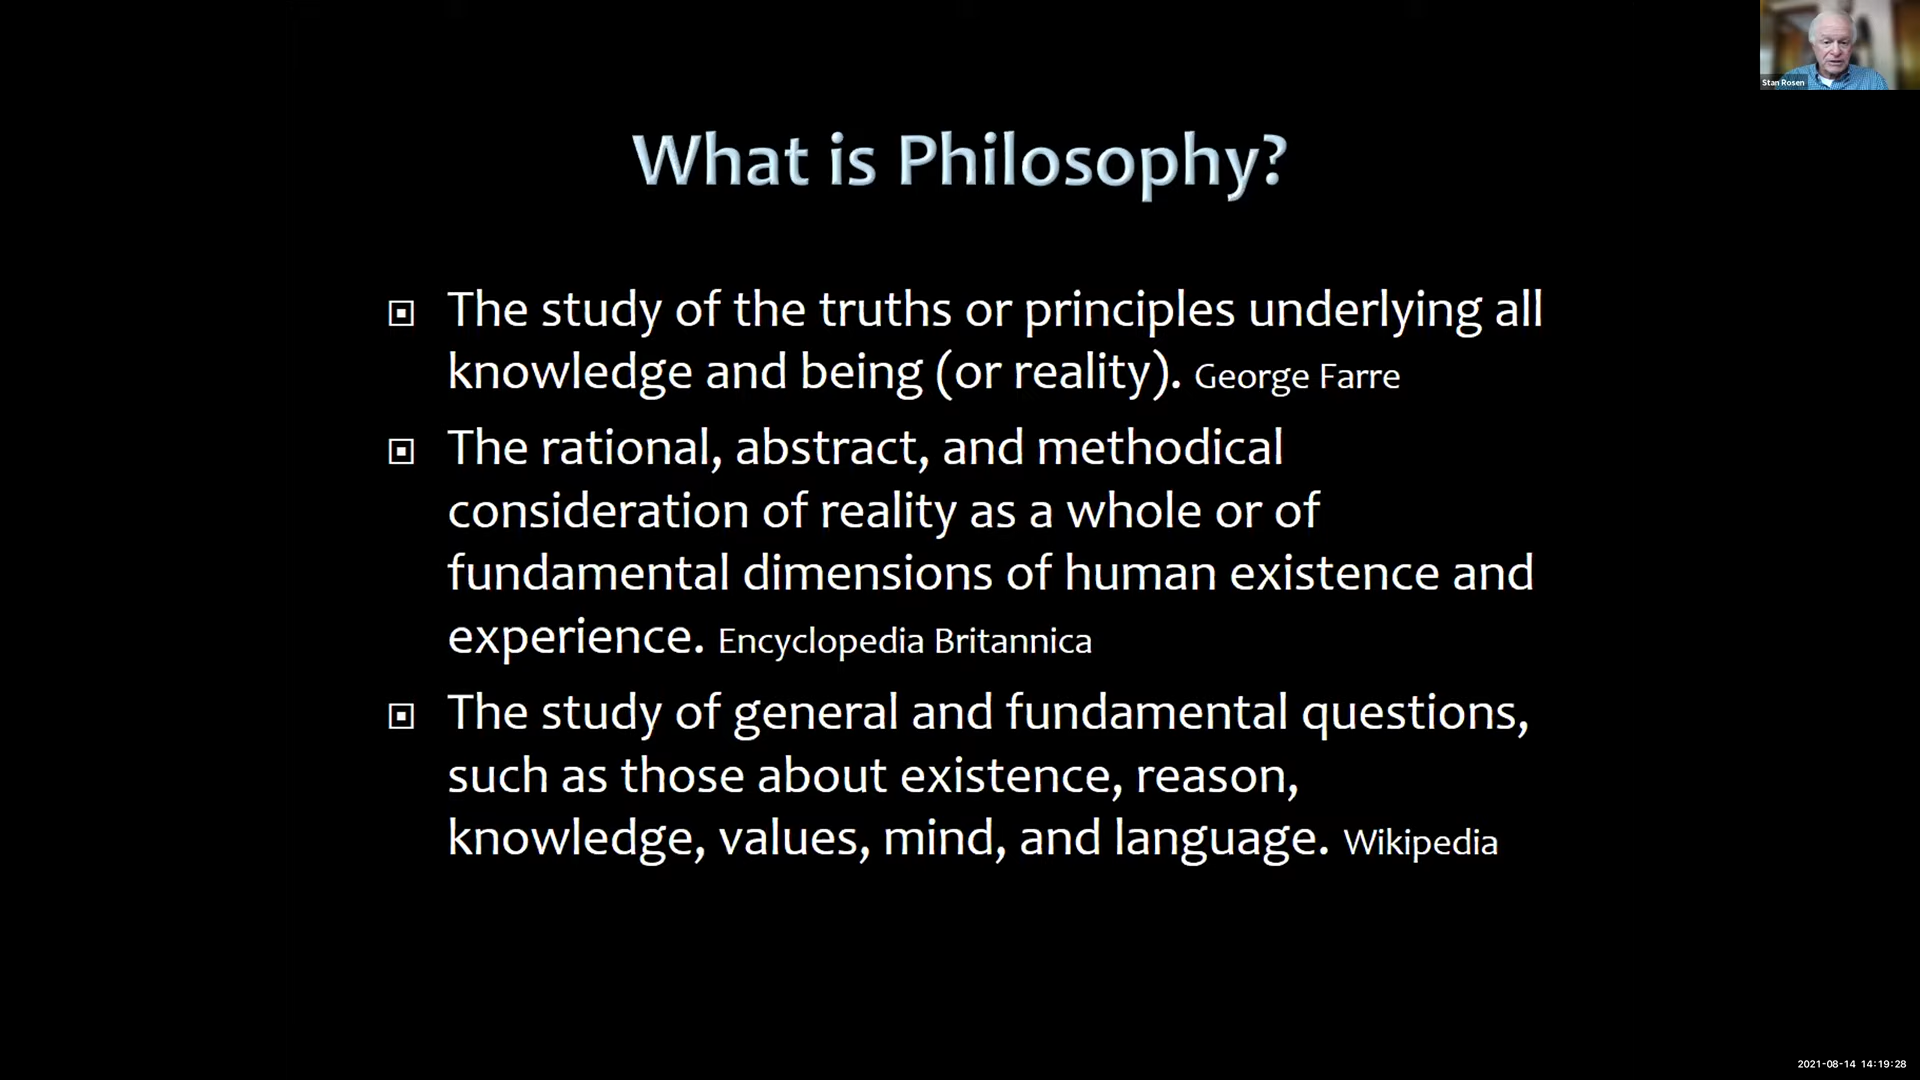 Stan Rosen
What is Philosophy?
The study of the truths or principles underlying all
knowledge and being (or reality). George Farre
The rational, abstract, and methodical
consideration of reality as a whole or of
fundamental dimensions of human existence and
experience. Encyclopedia Britannica
The study of general and fundamental questions,
such as those about existence, reason,
knowledge, values, mind, and language. Wikipedia
2021-08-14 14:19:28